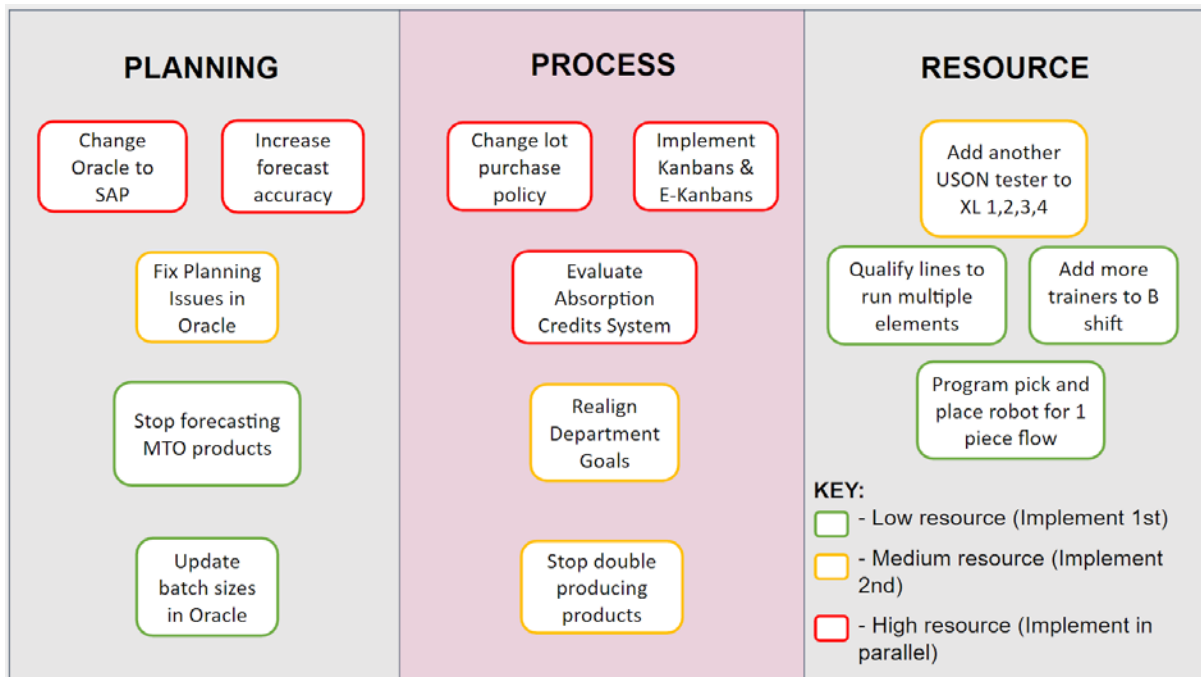 PLANNING
Change
Oracle to
SAP
Increase
forecast
accuracy
Fix Planning
Issues in
Oracle
Stop forecasting
MTO products
Update
batch sizes
in Oracle
PROCESS
Change lot
purchase
policy
Implement
Kanbans &
E-Kanbans
Evaluate
Absorption
Credits System
Realign
Department
Goals
Stop double
producing
products
RESOURCE
Add another
USON tester to
XL 1,2,3,4
Qualify lines to
run multiple
elements
Add more
trainers to B
shift
Program pick and
place robot for 1
piece flow
KEY:
- Low resource (Implement 1st)
- Medium resource (Implement
2nd)
- High resource (Implement in
parallel)